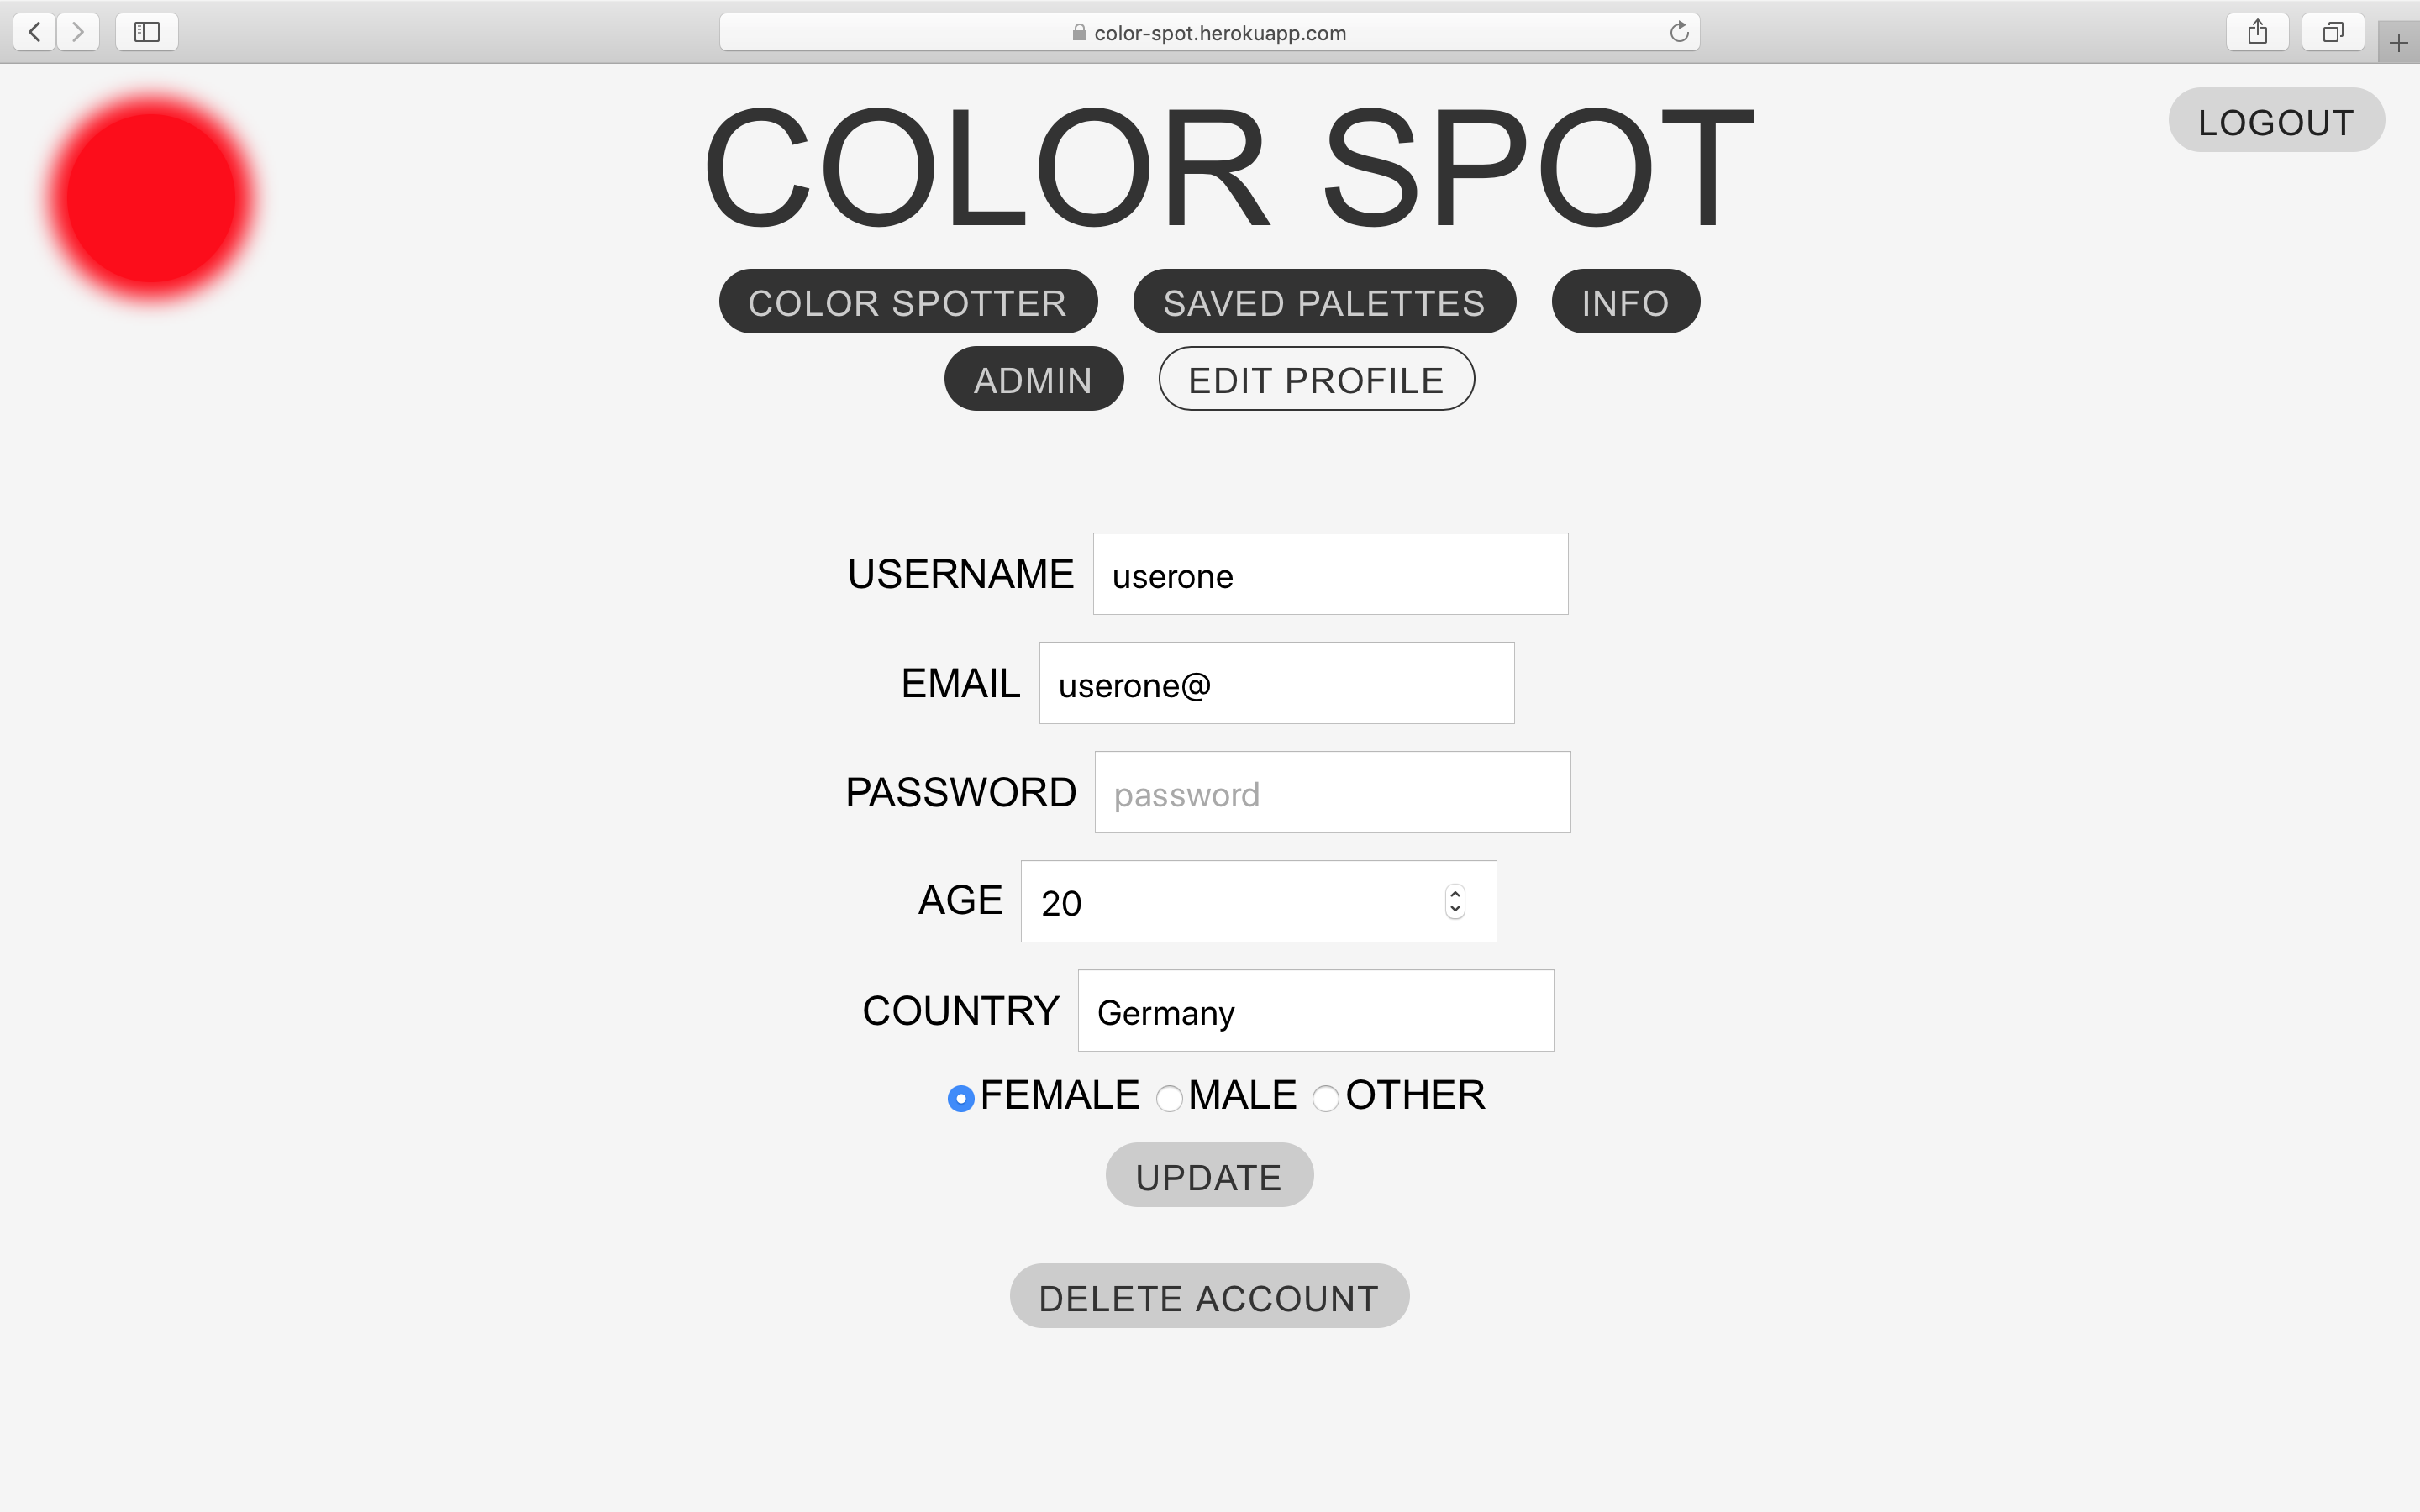 color-spot.herokuapp.com
COLOR SPOT
LOGOUT
COLOR SPOTTER SAVED PALETTES INFO
ADMIN EDIT PROFILE
USERNAME userone
EMAIL userone@
PASSWORD password
AGE 20
COUNTRY Germany
FEMALE MALE OTHER
UPDATE
DELETE ACCOUNT